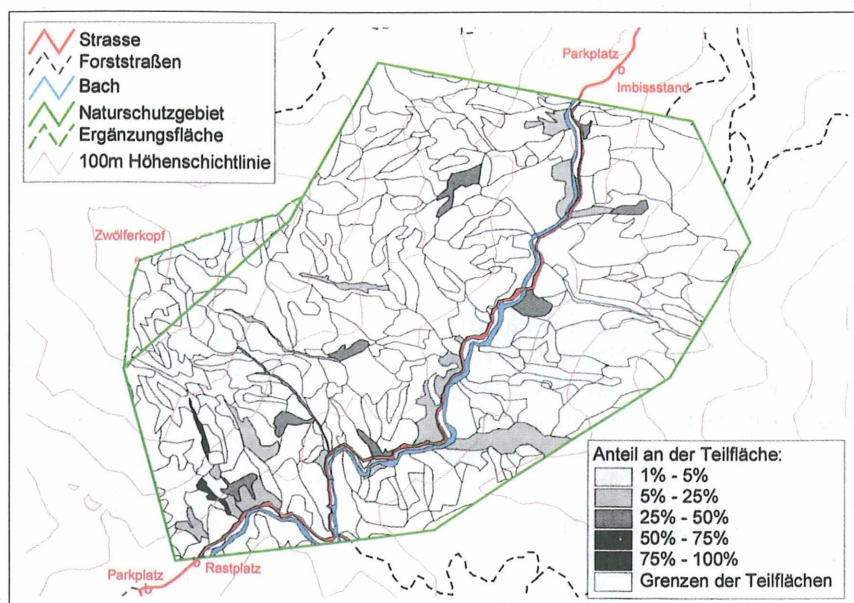 Strasse
Forststraßen
Bach
Naturschutzgebiet
Ergänzungsfläche
100m Höhenschichtlinie
Parkplatz
Imbissstand
Zwölferkopf
Anteil an der Teilfläche:
1% - 5%
5% - 25%
25% - 50%
50% - 75%
75% - 100%
Grenzen der Teilflächen
Parkplatz
Rastplatz